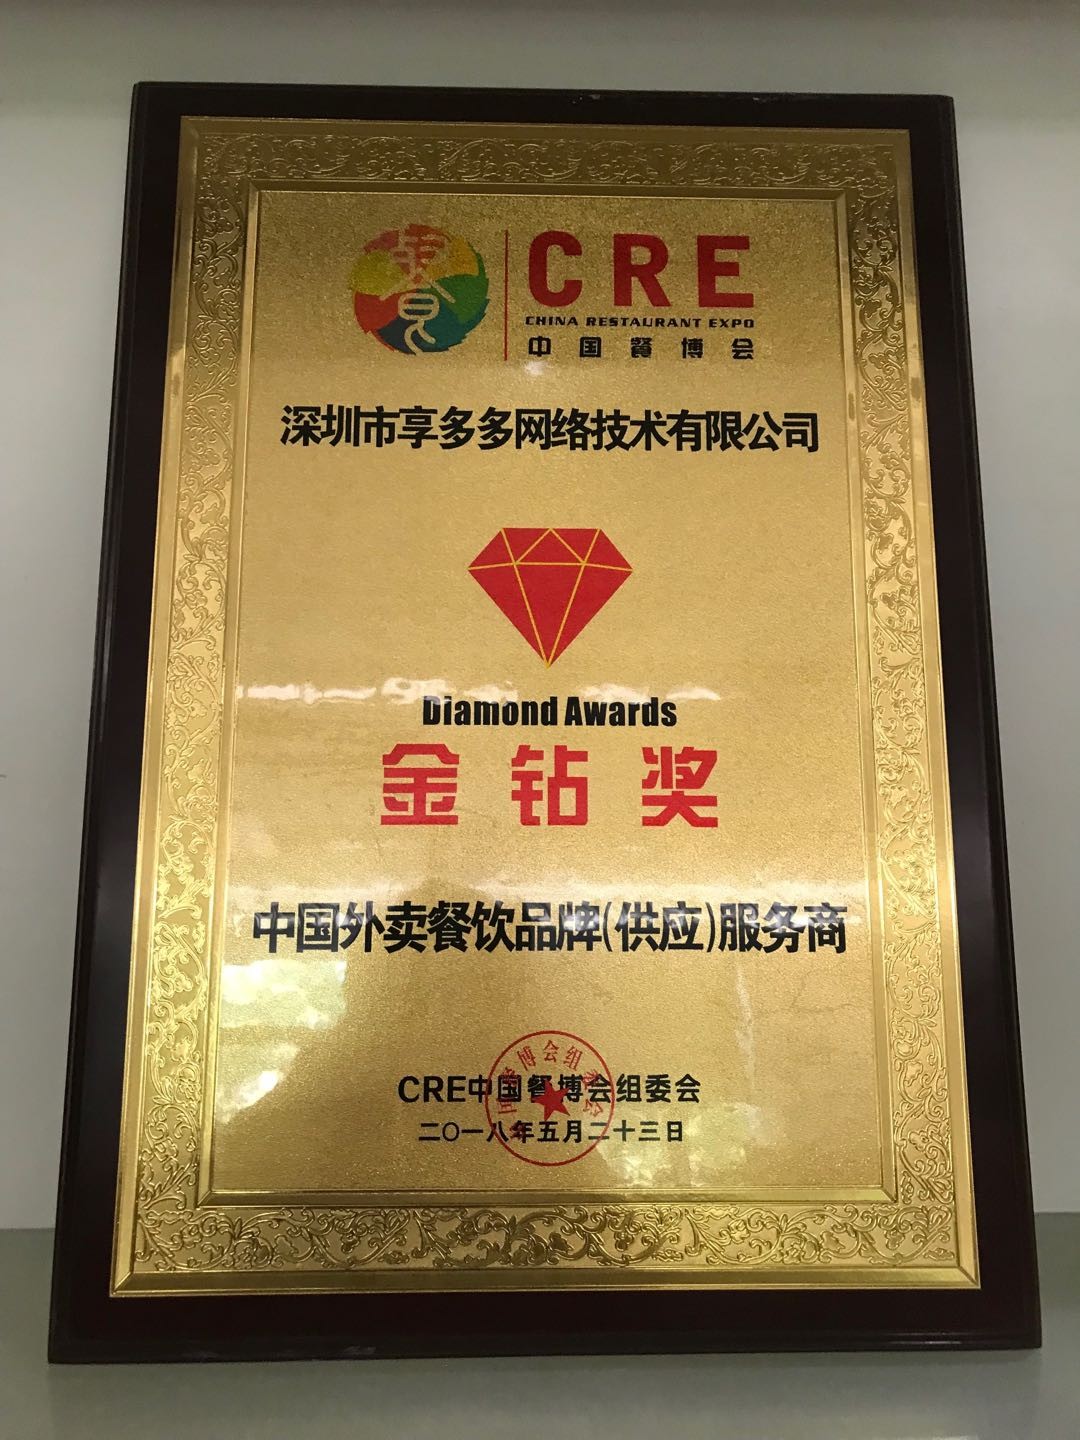 CRE
CHINA RESTAURANT EXPO
中国餐博会
深圳市享多多网络技术有限公司
Diamond Awards
金钻奖
中国外卖餐饮品牌(供应)服务商
CRE中国餐博会组委会
二〇一八年五月二十三日